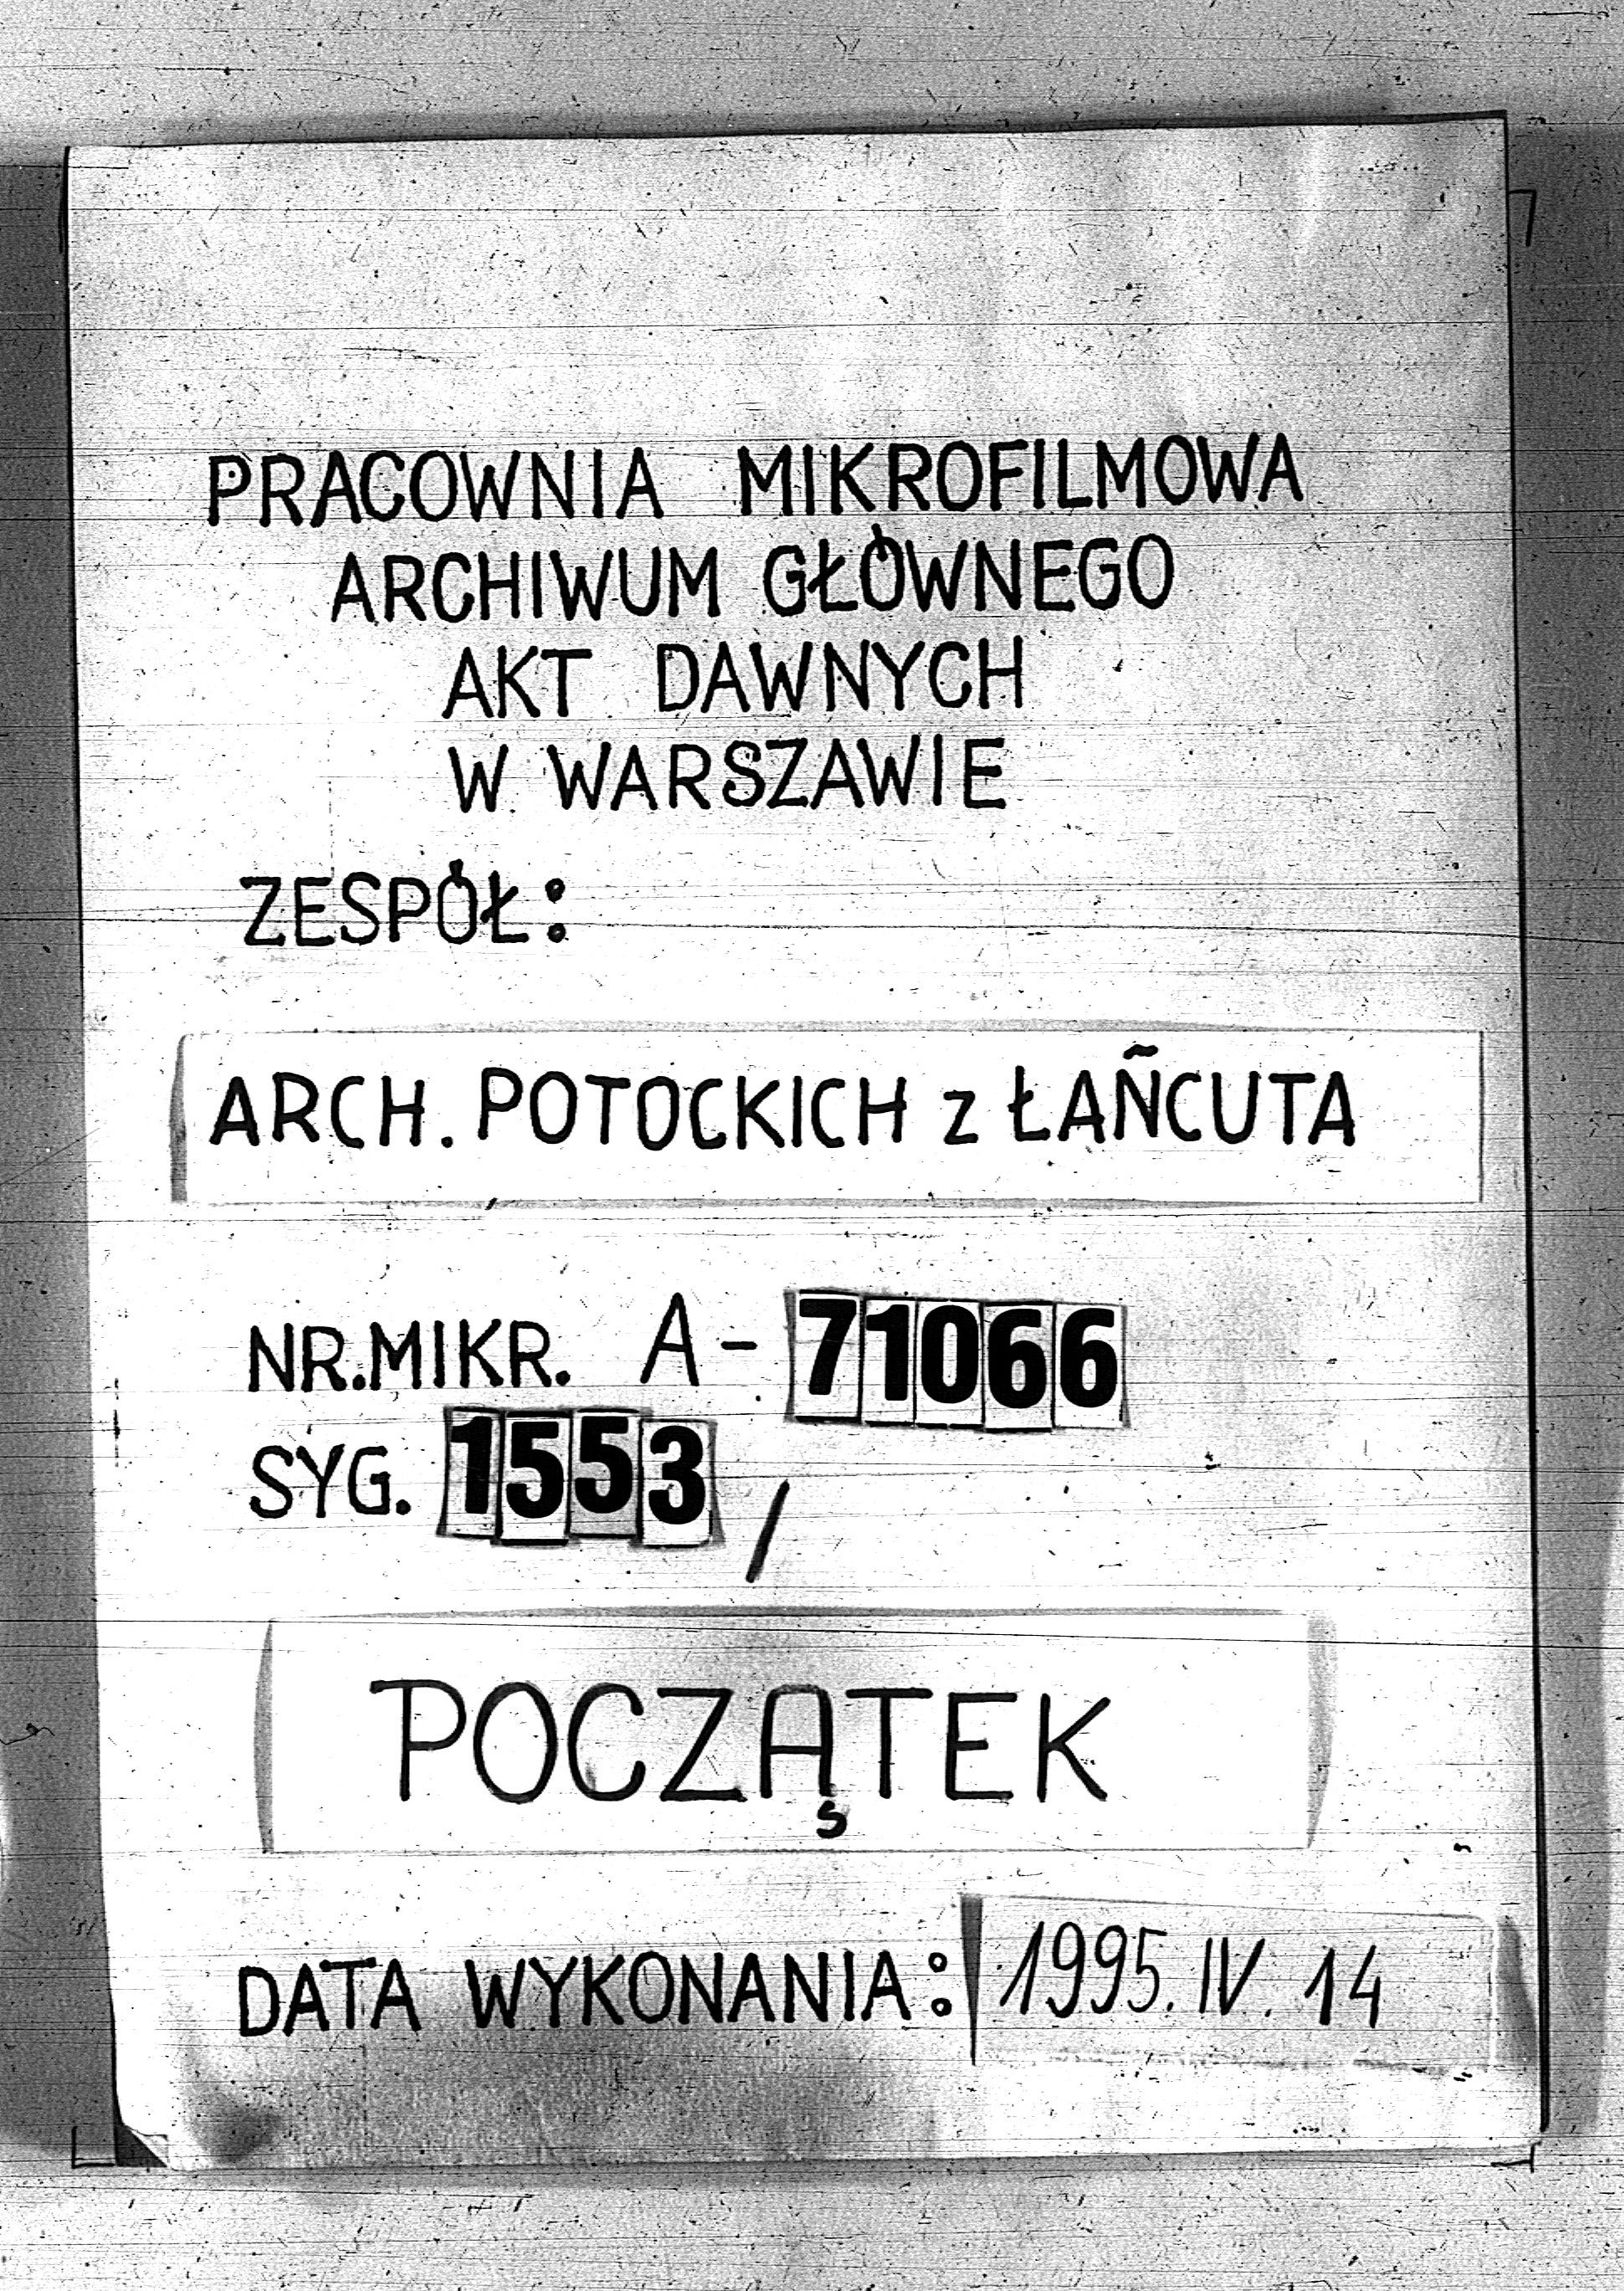 PRACOWNIA MIKROFILMOWA
ARCHIWUM GŁÓWNEGO
AKT DAWNYCH
W WARSZAWIE
ZESPÓŁ:
ARCH. POTOCKICH z ŁAŃCUTA
NR.MIKR. A-71066
SYG. 1553/
POCZĄTEK
DATA WYKONANIA: 1995.IV.14